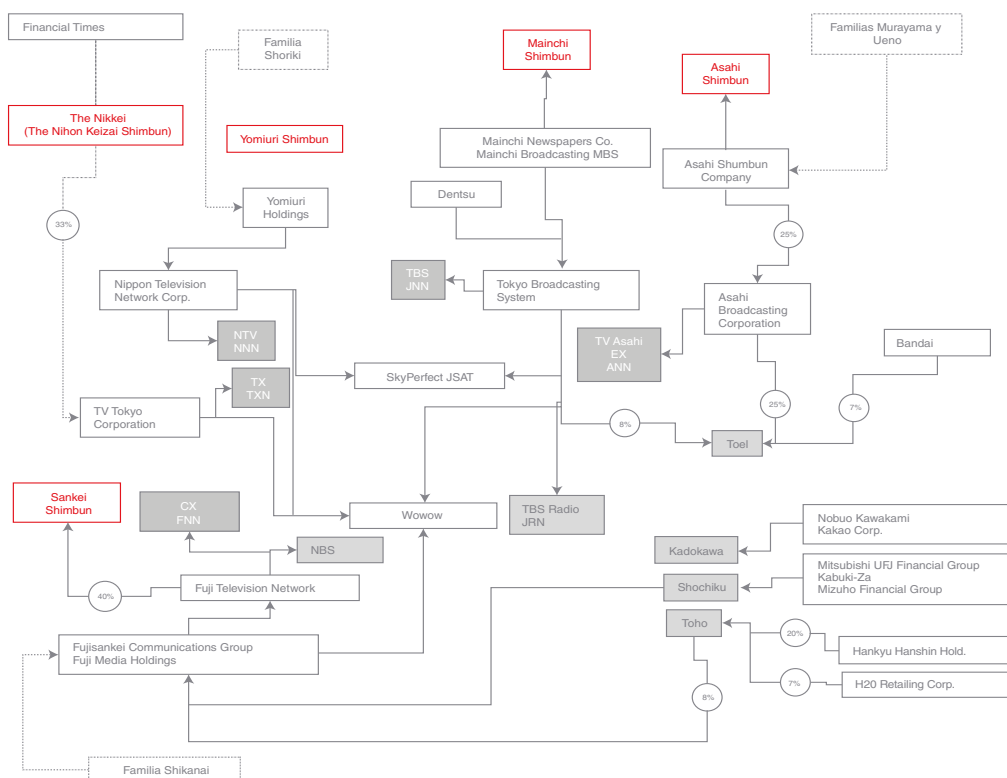 Financial Times
Familia
Shoriki
Mainchi
Shimbun
Familias Murayama y
Ueno
Asahi
Shimbun
The Nikkei
(The Nihon Keizai Shimbun)
Yomiuri Shimbun
Mainchi Newspapers Co.
Mainchi Broadcasting MBS
Asahi Shumbun
Company
Dentsu
Yomiuri
Holdings
33%
25%
Nippon Television
Network Corp.
TBS
JNN
Tokyo Broadcasting
System
Asahi
Broadcasting
Corporation
NTV
NNN
TV Asahi
EX
ANN
Bandai
SkyPerfect JSAT
TX
TXN
TV Tokyo
Corporation
8%
25%
7%
Toel
Sankei
Shimbun
CX
FNN
Wowow
TBS Radio
JRN
Nobuo Kawakami
Kakao Corp.
NBS
Kadokawa
Mitsubishi UFJ Financial Group
Kabuki-Za
Mizuho Financial Group
40%
Fuji Television Network
Shochiku
Toho
20%
Fujisankei Communications Group
Fuji Media Holdings
Hankyu Hanshin Hold.
8%
7%
H20 Retailing Corp.
Familia Shikanai